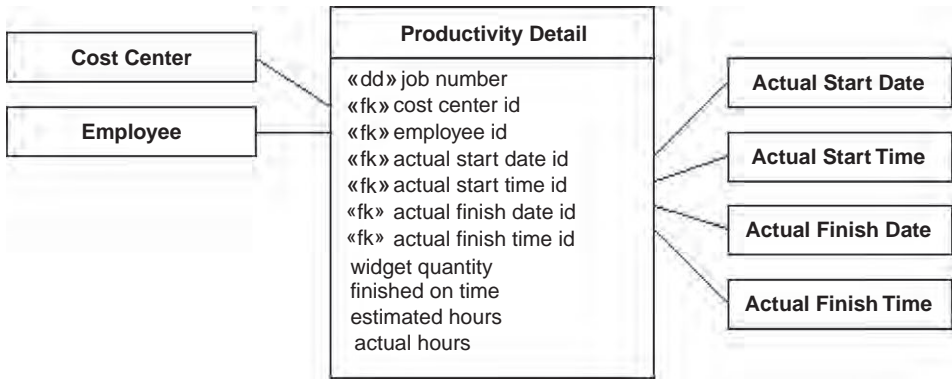 Cost Center
Employee
Productivity Detail
«dd» job number
«fk» cost center id
«fk» employee id
«fk» actual start date id
«fk» actual start time id
«fk» actual finish date id
«fk» actual finish time id
widget quantity
finished on time
estimated hours
actual hours
Actual Start Date
Actual Start Time
Actual Finish Date
Actual Finish Time